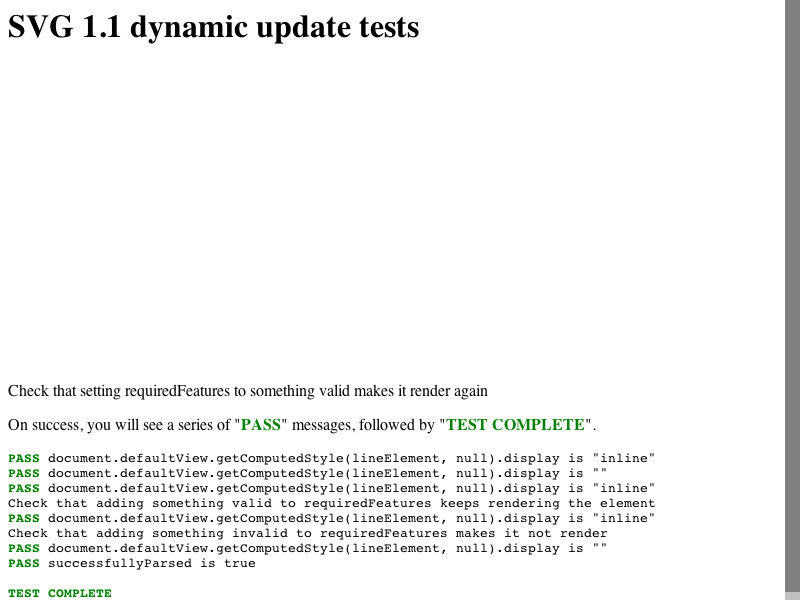 SVG 1.1 dynamic update tests
Check that setting requiredFeatures to something valid makes it render again
On success, you will see a series of "PASS" messages, followed by "TEST COMPLETE".
PASS document.defaultView.getComputedStyle(lineElement, null).display is "inline"
PASS document.defaultView.getComputedStyle(lineElement, null).display is ""
PASS document.defaultView.getComputedStyle(lineElement, null).display is "inline"
Check that adding something valid to requiredFeatures keeps rendering the element
PASS document.defaultView.getComputedStyle(lineElement, null).display is "inline"
Check that adding something invalid to requiredFeatures makes it not render
PASS document.defaultView.getComputedStyle(lineElement, null).display is ""
PASS successfullyParsed is true
TEST COMPLETE